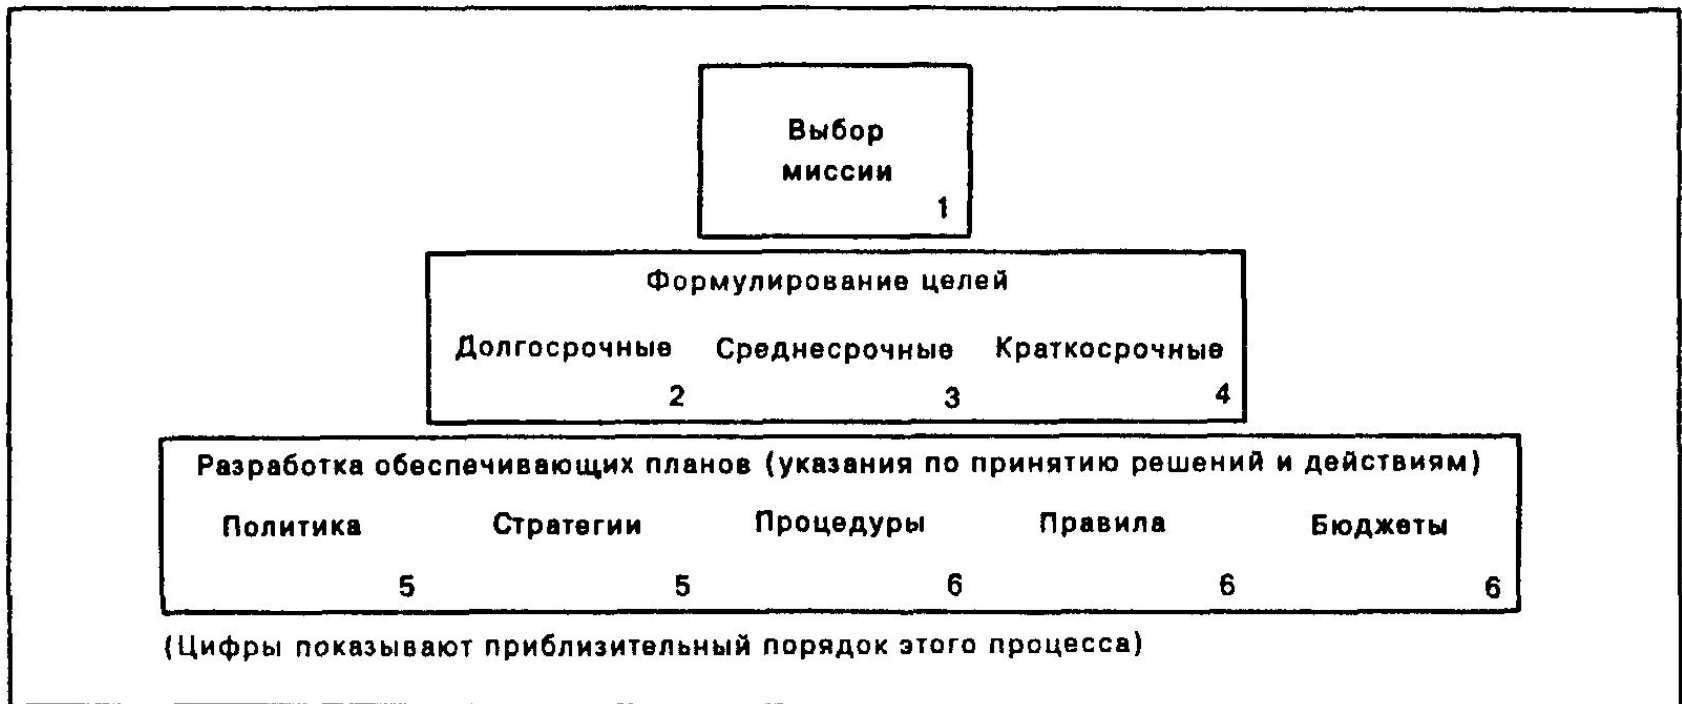 Выбор
миссии
1
Формулирование целей
Долгосрочные Среднесрочные Краткосрочные
2 3 4
Разработка обеспечивающих планов (указания по принятию решений и действиям)
Политика Стратегии Процедуры Правила Бюджеты
5 5 6 6 6
(Цифры показывают приблизительный порядок этого процесса)